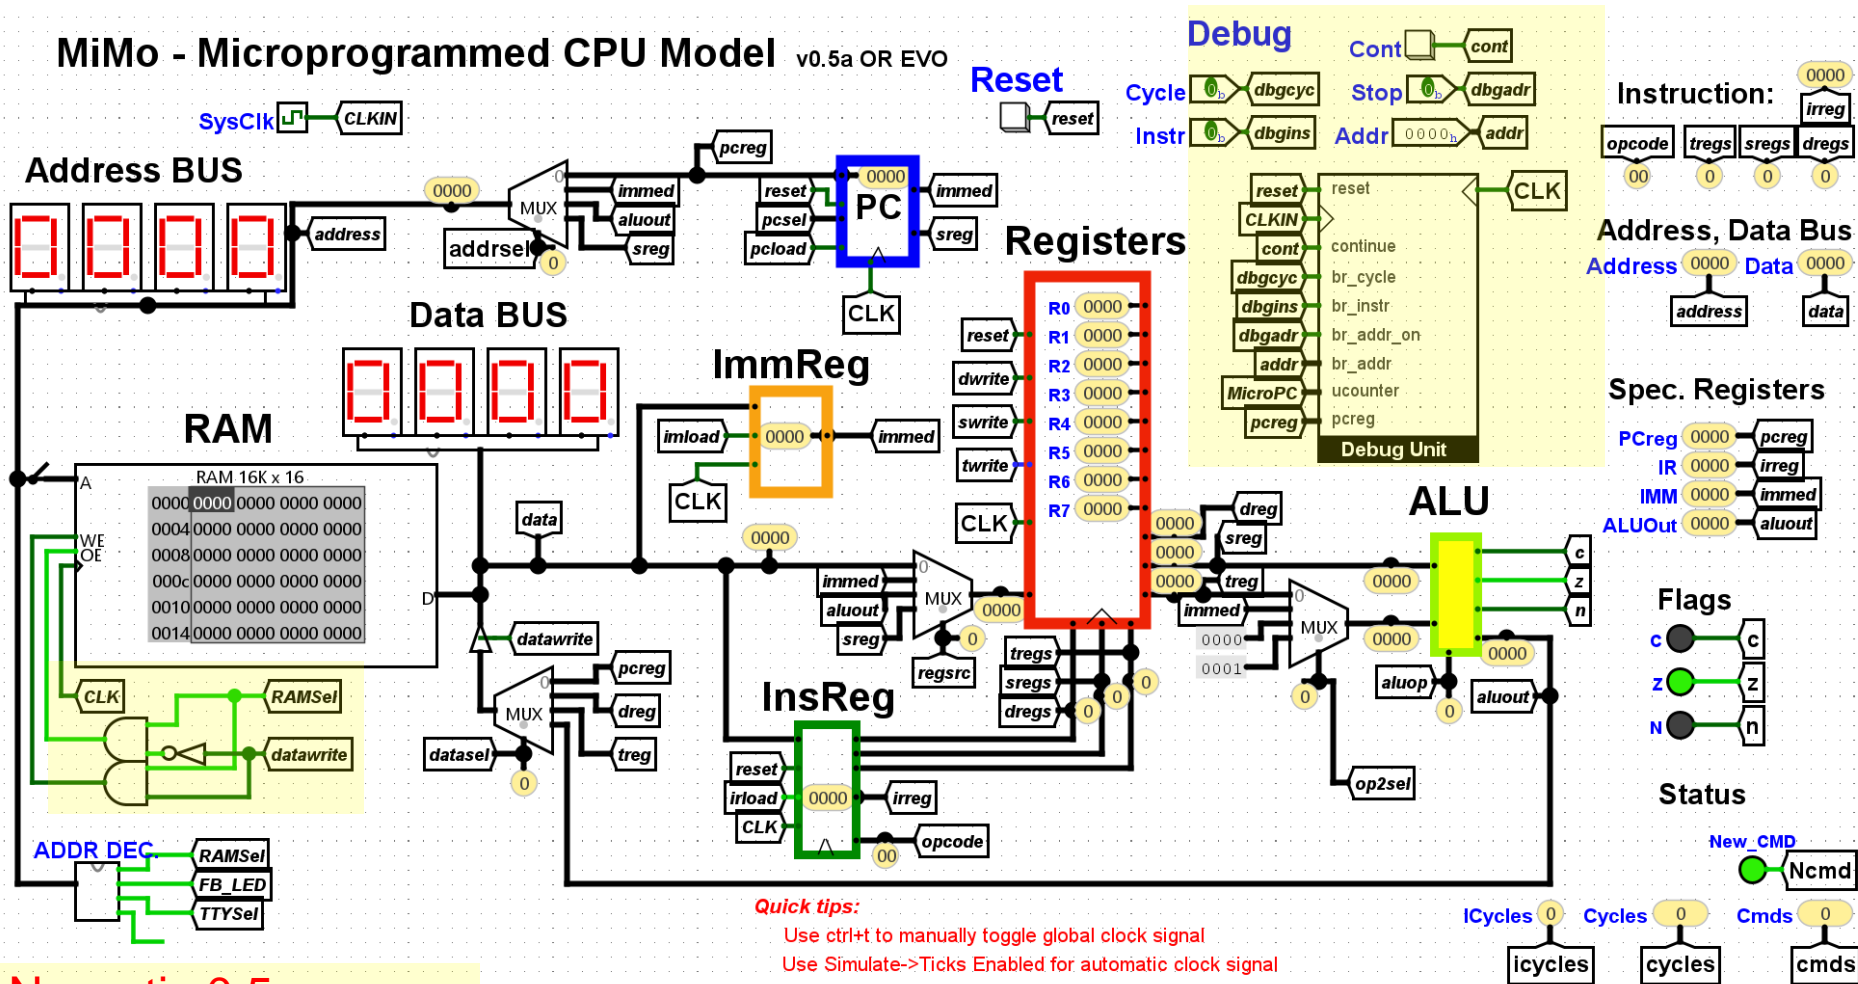 MiMo - Microprogrammed CPU Model v0.5a OR EVO
SysClk
CLKIN
Reset
reset
Debug
Cont
cont
Cycle
0b
dbgcyc
Stop
0b
dbgadr
Instr
0b
dbgins
Addr
0000h
addr
Instruction:
0000
irreg
opcode
tregs
sregs
dregs
00
0
0
0
Address BUS
0000
address
0000
MUX
0
addrsel
0
pcreg
immed
aluout
sreg
reset
pcsel
pcload
0000
PC
immed
sreg
CLK
reset
CLKIN
cont
dbgcyc
dbgins
dbgadr
addr
MicroPC
pcreg
reset
continue
br_cycle
br_instr
br_addr_on
br_addr
ucounter
pcreg
Debug Unit
CLK
Address, Data Bus
Address
0000
Data
0000
address
data
Data BUS
0000
ImmReg
imload
0000
immed
CLK
Registers
R0 0000
R1 0000
R2 0000
R3 0000
R4 0000
R5 0000
R6 0000
R7 0000
reset
dwrite
swrite
twrite
CLK
Spec. Registers
PCreg 0000 pcreg
IR 0000 irreg
IMM 0000 immed
ALUOut 0000 aluout
RAM
RAM 16K x 16
A
WE
OE
D
0000 0000 0000 0000 0000
0004 0000 0000 0000 0000
0008 0000 0000 0000 0000
000c 0000 0000 0000 0000
0010 0000 0000 0000 0000
0014 0000 0000 0000 0000
data
0000
datawrite
immed
aluout
sreg
0
MUX
0000
0
regsrc
0000
dreg
0000
sreg
0000
treg
immed
0000
0001
0
MUX
0
op2sel
ALU
0000
0000
0000
c
z
n
aluop
0
aluout
tregs
sregs
dregs
0
0
0
Flags
C
c
Z
z
N
n
CLK
RAMSel
datawrite
0
MUX
pcreg
dreg
treg
datasel
0
InsReg
reset
irload
CLK
0000
irreg
00
opcode
Status
New_CMD
Ncmd
ADDR DEC.
RAMSel
FB_LED
TTYSel
ICycles 0
Cycles 0
Cmds 0
icycles
cycles
cmds
Quick tips:
Use ctrl+t to manually toggle global clock signal
Use Simulate->Ticks Enabled for automatic clock signal